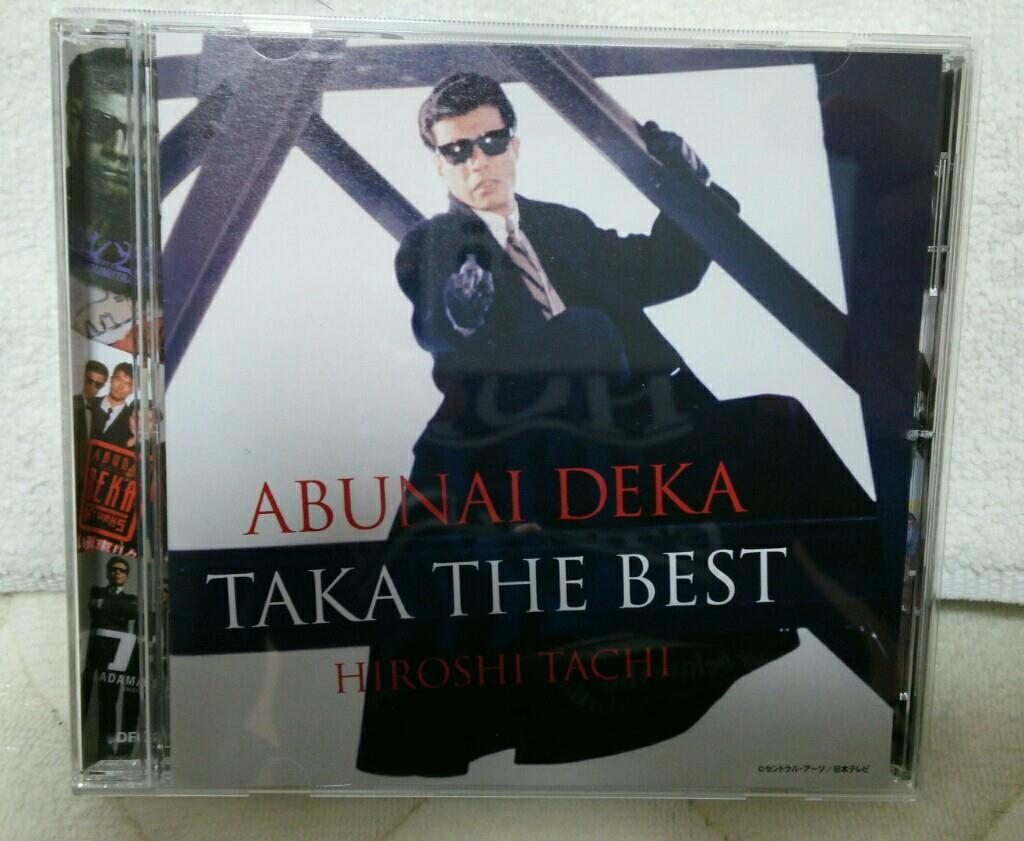 ABUNAI DEKA
TAKA THE BEST
HIROSHI TACHI
©セントラル・アーツ／日本テレビ
DEKA
7